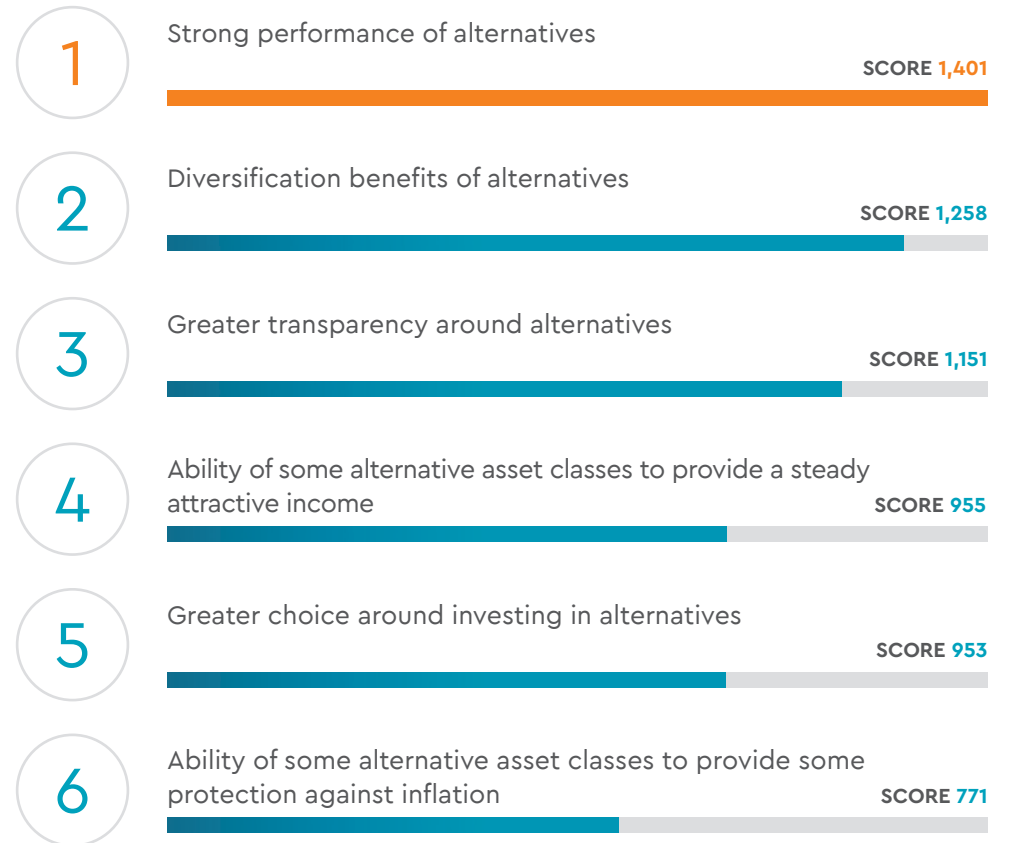 1
Strong performance of alternatives
SCORE 1,401
2
Diversification benefits of alternatives
SCORE 1,258
3
Greater transparency around alternatives
SCORE 1,151
4
Ability of some alternative asset classes to provide a steady
attractive income
SCORE 955
5
Greater choice around investing in alternatives
SCORE 953
6
Ability of some alternative asset classes to provide some
protection against inflation
SCORE 771